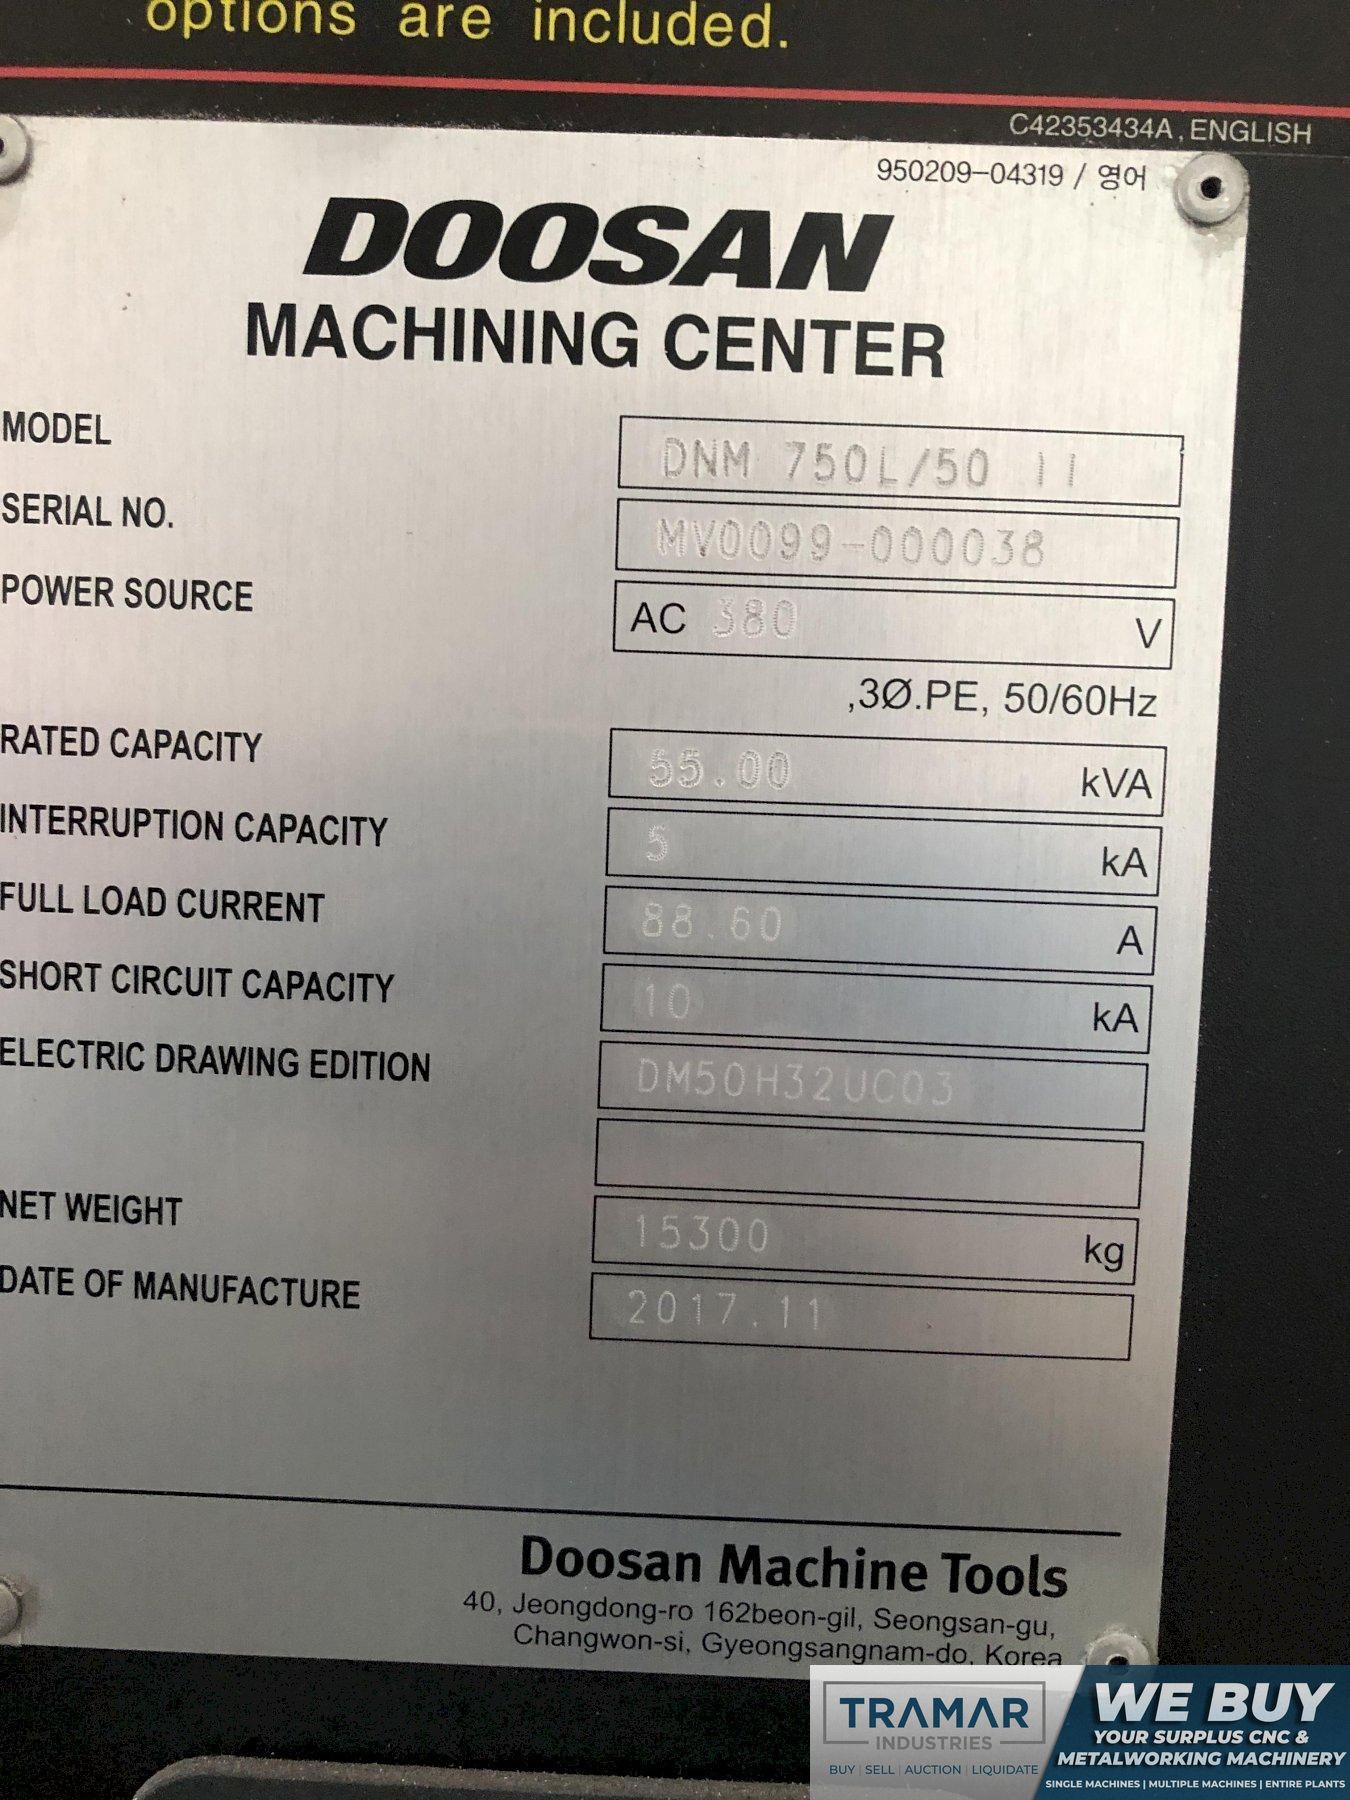 options are included.
C42353434A, ENGLISH
950209-04319 / 영어
DOOSAN
MACHINING CENTER
MODEL DNM 750L/50 II
SERIAL NO. MV0099-000038
POWER SOURCE AC 380 V
,3Ø.PE, 50/60Hz
RATED CAPACITY 55.00 kVA
INTERRUPTION CAPACITY 5 kA
FULL LOAD CURRENT 88.60 A
SHORT CIRCUIT CAPACITY 10 kA
ELECTRIC DRAWING EDITION DM50H32UC03
NET WEIGHT 15300 kg
DATE OF MANUFACTURE 2017.11
Doosan Machine Tools
40, Jeongdong-ro 162beon-gil, Seongsan-gu,
Changwon-si, Gyeongsangnam-do, Korea
TRAMAR
INDUSTRIES
BUY | SELL | AUCTION | LIQUIDATE
WE BUY
YOUR SURPLUS CNC &
METALWORKING MACHINERY
SINGLE MACHINES | MULTIPLE MACHINES | ENTIRE PLANTS